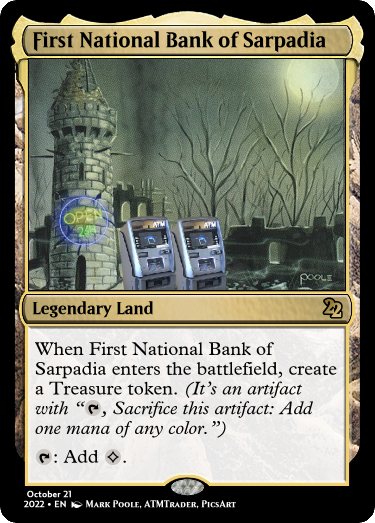 First National Bank of Sarpadia
OPEN
24h
ATM
ATM
POOLE
Legendary Land
When First National Bank of
Sarpadia enters the battlefield, create
a Treasure token. (It's an artifact
with “, Sacrifice this artifact: Add
one mana of any color.”)
: Add .
October 21
2022 • EN Mark Poole, ATMTrader, PicsArt